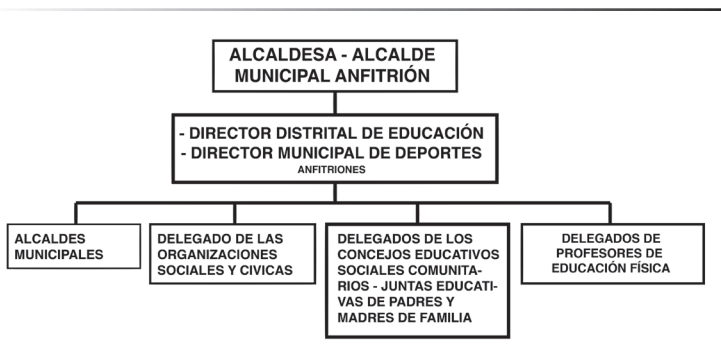 ALCALDESA - ALCALDE
MUNICIPAL ANFITRIÓN
- DIRECTOR DISTRITAL DE EDUCACIÓN
- DIRECTOR MUNICIPAL DE DEPORTES
ANFITRIONES
ALCALDES
MUNICIPALES
DELEGADO DE LAS
ORGANIZACIONES
SOCIALES Y CIVICAS
DELEGADOS DE LOS
CONCEJOS EDUCATIVOS
SOCIALES COMUNITA-
RIOS - JUNTAS EDUCATI-
VAS DE PADRES Y
MADRES DE FAMILIA
DELEGADOS DE
PROFESORES DE
EDUCACIÓN FÍSICA